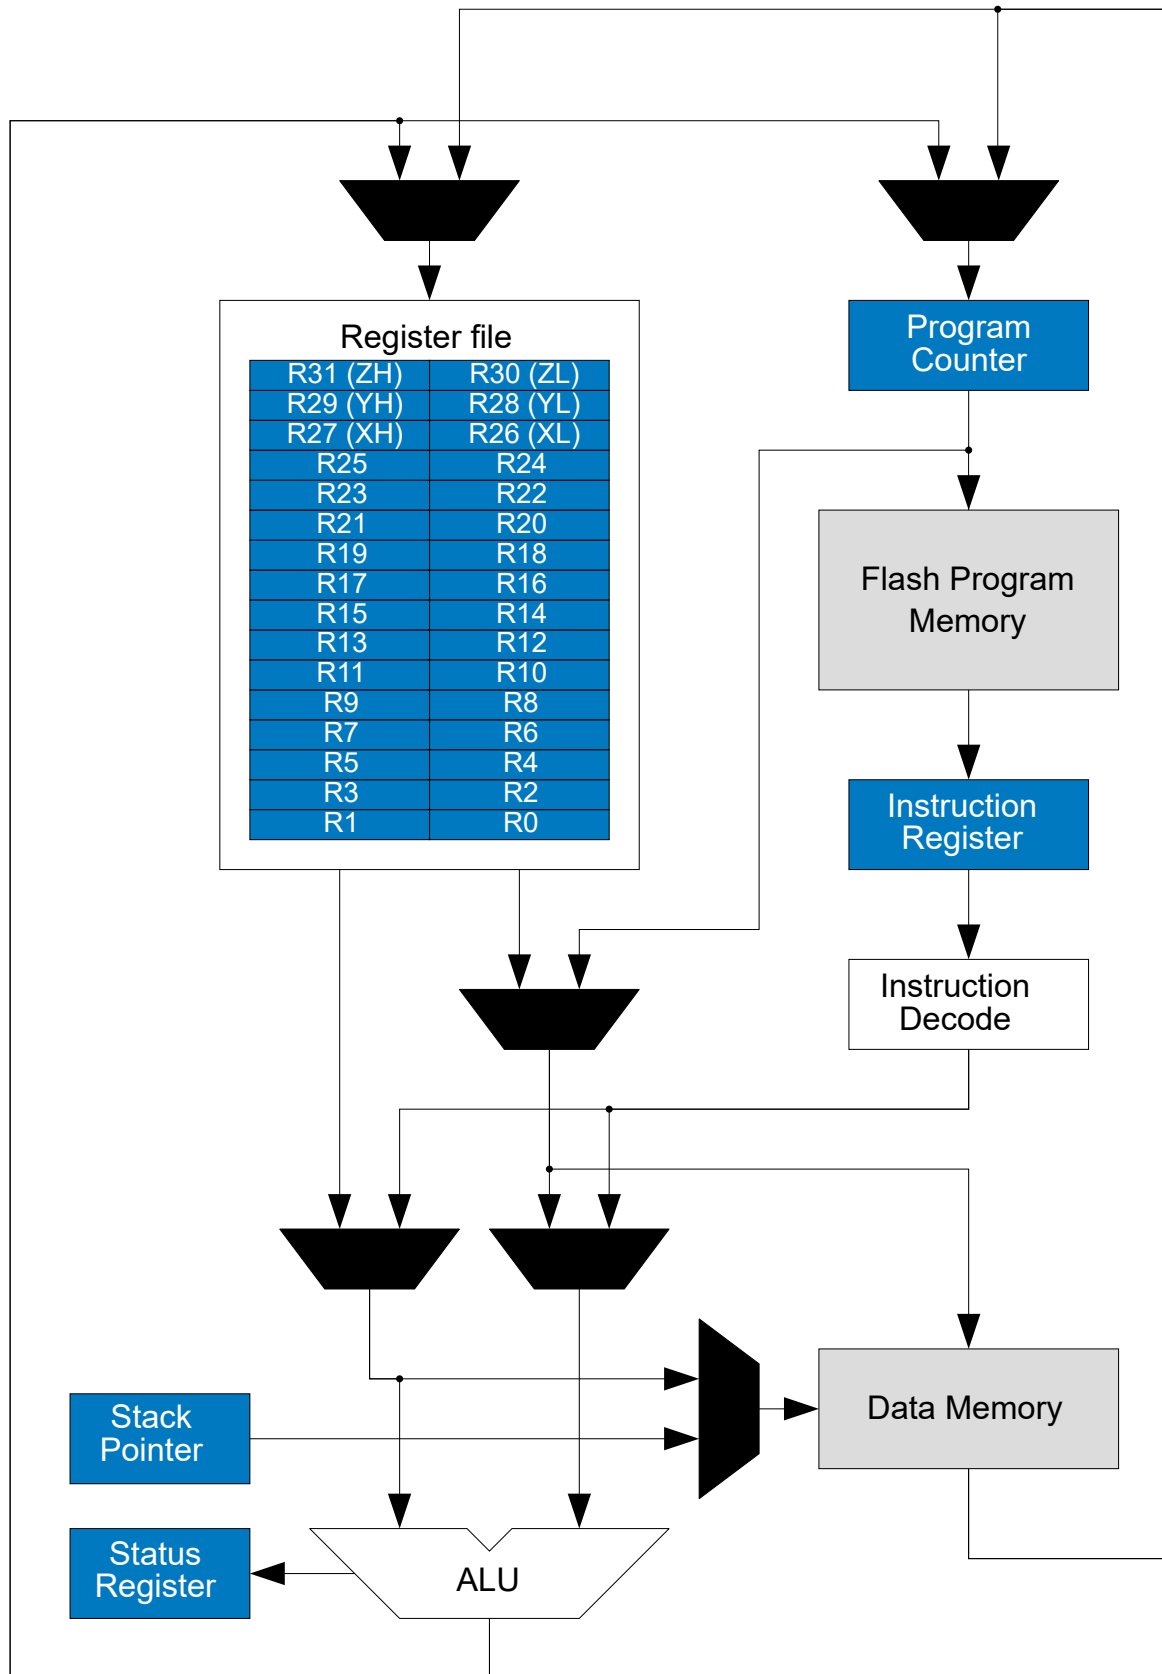 Register file
R31 (ZH) R30 (ZL)
R29 (YH) R28 (YL)
R27 (XH) R26 (XL)
R25 R24
R23 R22
R21 R20
R19 R18
R17 R16
R15 R14
R13 R12
R11 R10
R9 R8
R7 R6
R5 R4
R3 R2
R1 R0
Program
Counter
Flash Program
Memory
Instruction
Register
Instruction
Decode
Stack
Pointer
Data Memory
Status
Register
ALU